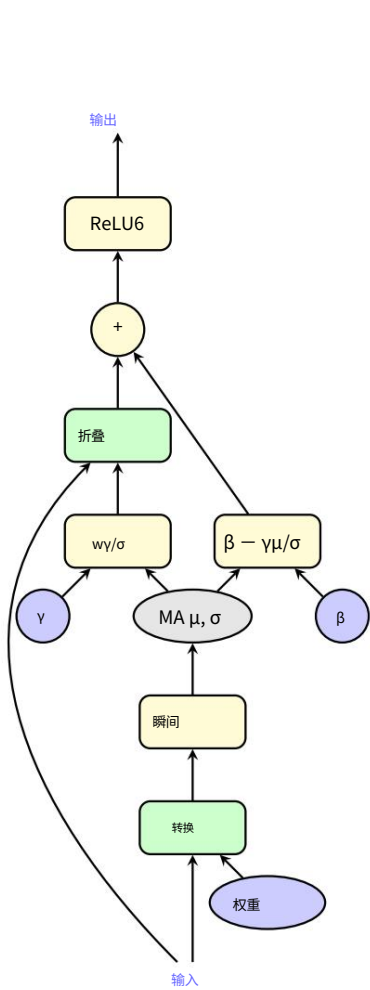 输出
ReLU6
+
折叠
wγ/σ
β − γμ/σ
γ
MA μ, σ
β
瞬间
转换
权重
输入